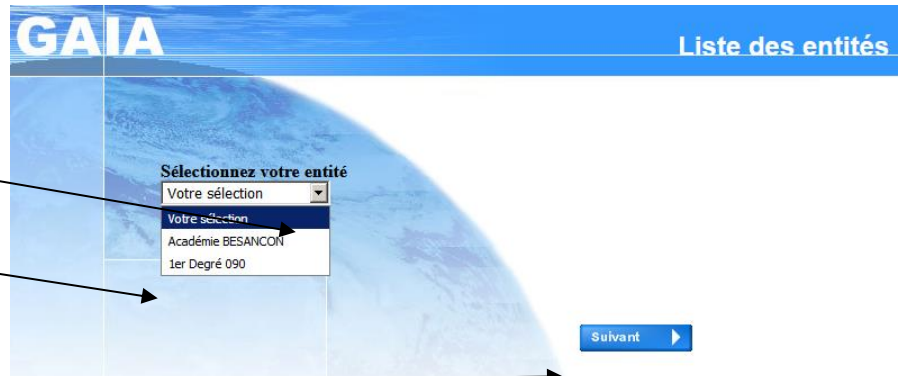 GAIA
Liste des entités
Sélectionnez votre entité
Votre sélection
Votre sélection
Académie BESANCON
1er Degré 090
Suivant